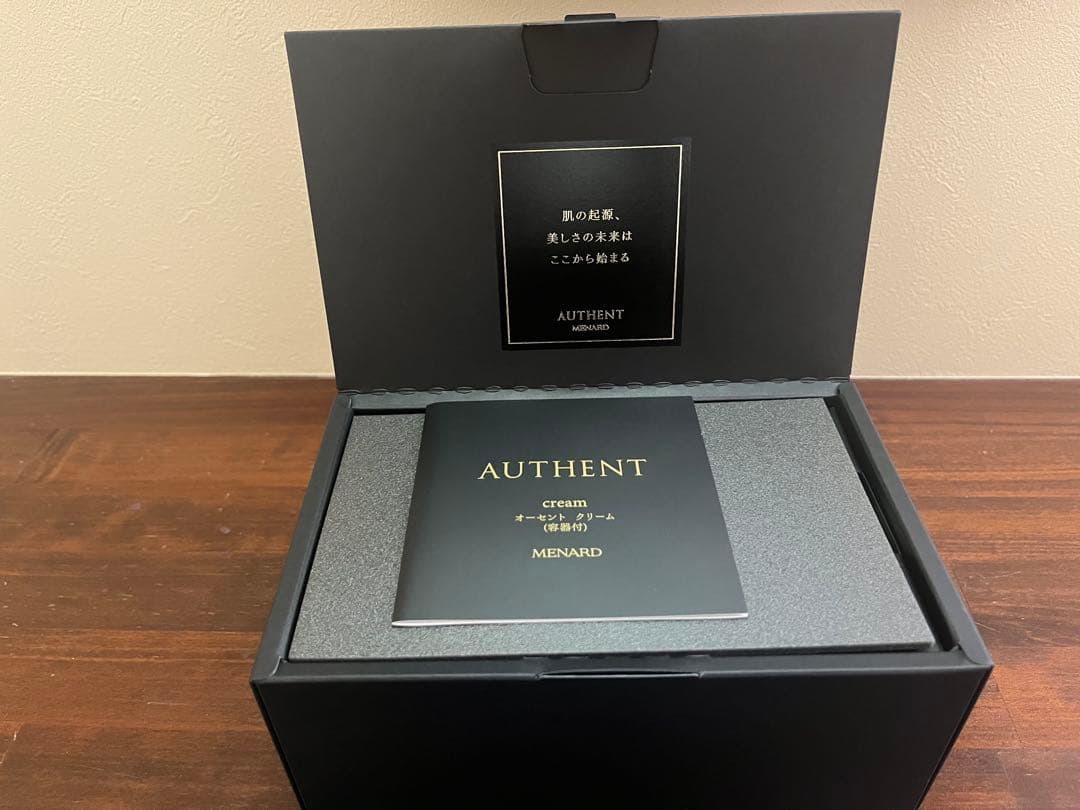 肌の起源、
美しさの未来は
ここから始まる
AUTHENT
MENARD
AUTHENT
cream
オーセント クリーム
(容器付)
MENARD